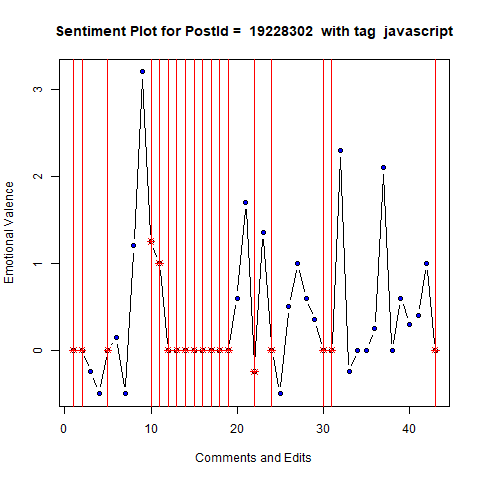 Sentiment Plot for PostId =  19228302  with tag  javascript
3
2
1
0
Emotional Valence
0 10 20 30 40
Comments and Edits